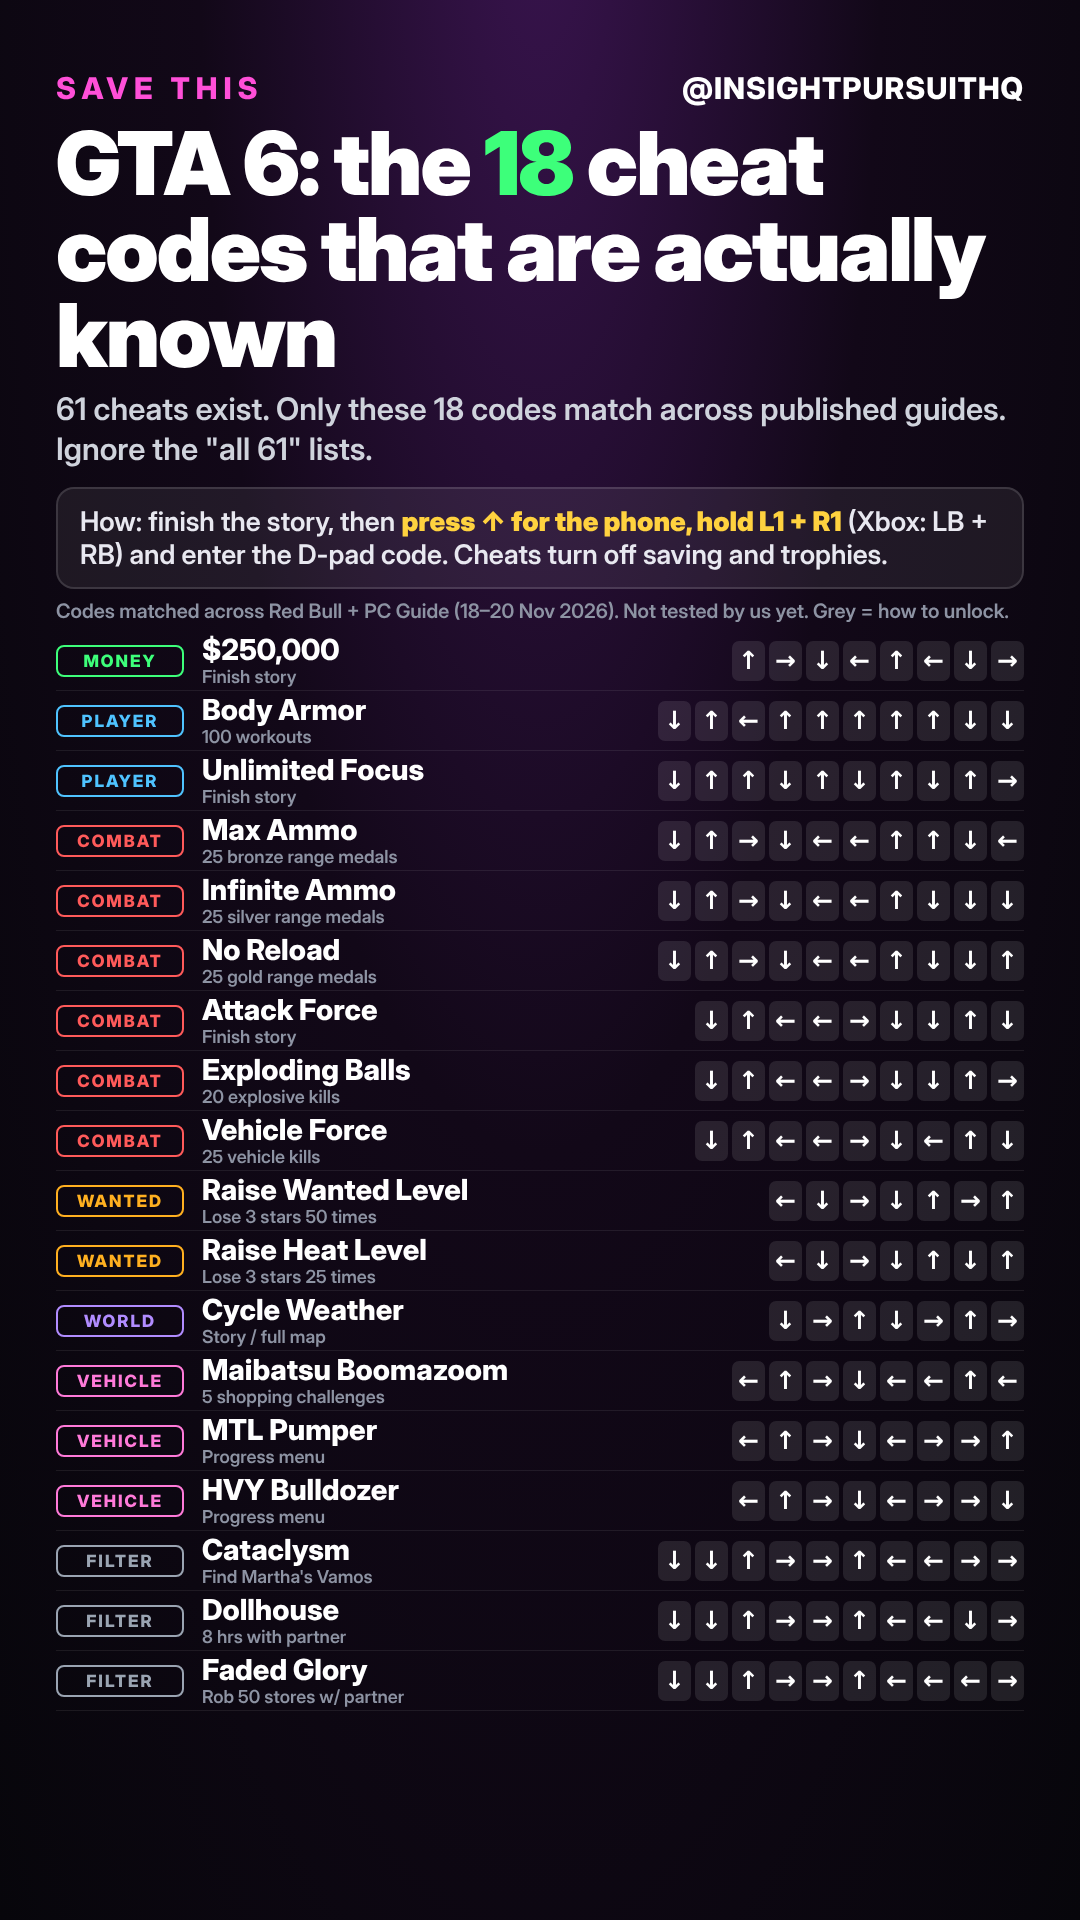 SAVE THIS
@INSIGHTPURSUITHQ
GTA 6: the 18 cheat
codes that are actually
known
61 cheats exist. Only these 18 codes match across published guides.
Ignore the "all 61" lists.
How: finish the story, then press ↑ for the phone, hold L1 + R1 (Xbox: LB +
RB) and enter the D-pad code. Cheats turn off saving and trophies.
Codes matched across Red Bull + PC Guide (18–20 Nov 2026). Not tested by us yet. Grey = how to unlock.
MONEY $250,000 ↑ → ↓ ← ↑ ← ↓ →
Finish story
PLAYER Body Armor ↓ ↑ ← ↑ ↑ ↑ ↑ ↑ ↓ ↓
100 workouts
PLAYER Unlimited Focus ↓ ↑ ↑ ↓ ↑ ↓ ↑ ↓ ↑ →
Finish story
COMBAT Max Ammo ↓ ↑ → ↓ ← ← ↑ ↑ ↓ ←
25 bronze range medals
COMBAT Infinite Ammo ↓ ↑ → ↓ ← ← ↑ ↓ ↓ ↓
25 silver range medals
COMBAT No Reload ↓ ↑ → ↓ ← ← ↑ ↓ ↓ ↑
25 gold range medals
COMBAT Attack Force ↓ ↑ ← ← → ↓ ↓ ↑ ↓
Finish story
COMBAT Exploding Balls ↓ ↑ ← ← → ↓ ↓ ↑ →
20 explosive kills
COMBAT Vehicle Force ↓ ↑ ← ← → ↓ ← ↑ ↓
25 vehicle kills
WANTED Raise Wanted Level ← ↓ → ↓ ↑ → ↑
Lose 3 stars 50 times
WANTED Raise Heat Level ← ↓ → ↓ ↑ ↓ ↑
Lose 3 stars 25 times
WORLD Cycle Weather ↓ → ↑ ↓ → ↑ →
Story / full map
VEHICLE Maibatsu Boomazoom ← ↑ → ↓ ← ← ↑ ←
5 shopping challenges
VEHICLE MTL Pumper ← ↑ → ↓ ← → → ↑
Progress menu
VEHICLE HVY Bulldozer ← ↑ → ↓ ← → → ↓
Progress menu
FILTER Cataclysm ↓ ↓ ↑ → → ↑ ← ← → →
Find Martha's Vamos
FILTER Dollhouse ↓ ↓ ↑ → → ↑ ← ← ↓ →
8 hrs with partner
FILTER Faded Glory ↓ ↓ ↑ → → ↑ ← ← ← →
Rob 50 stores w/ partner